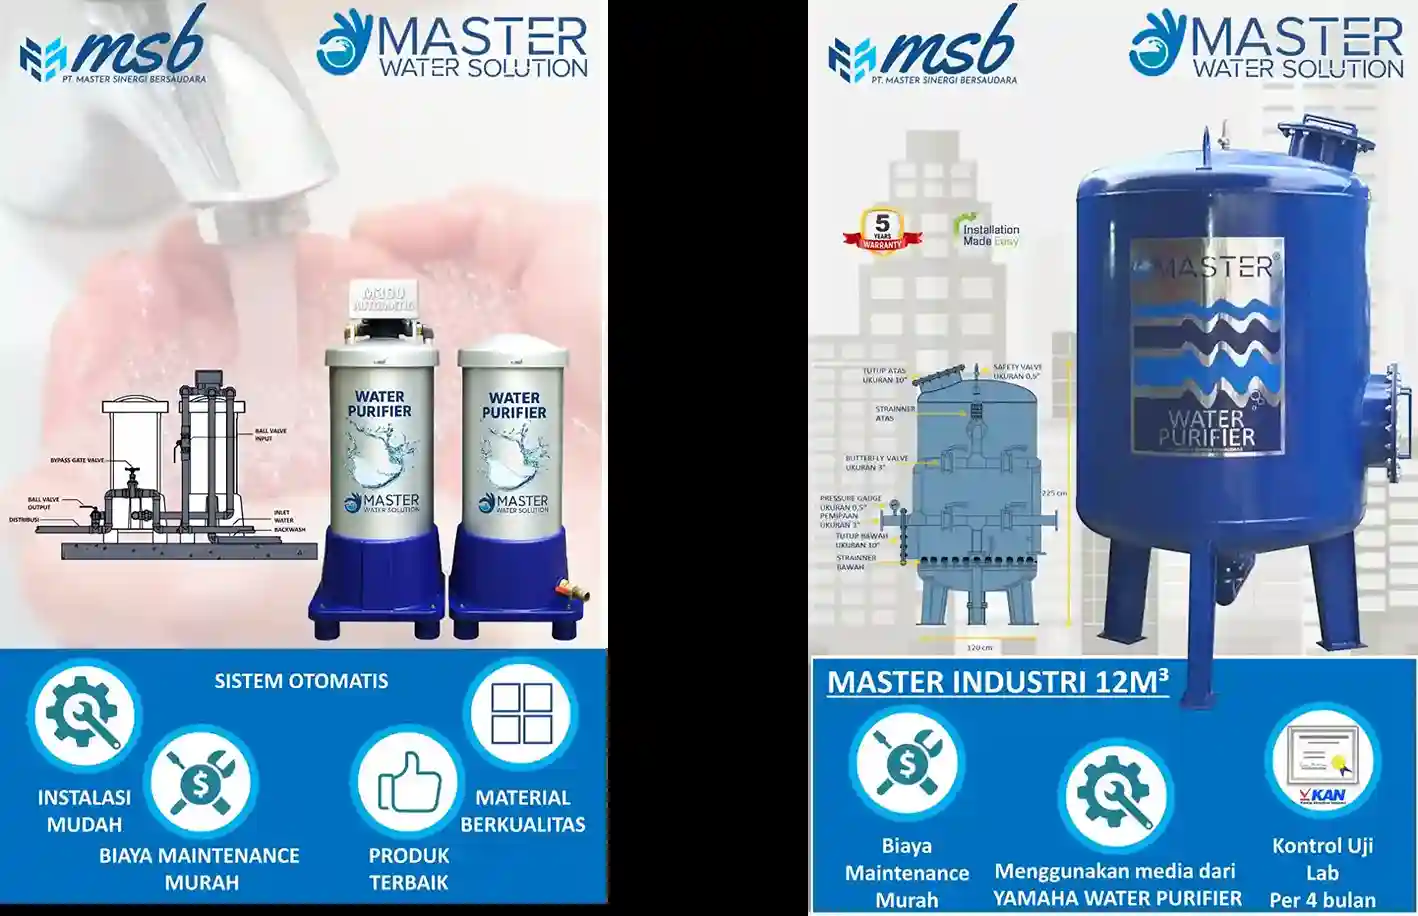 msb
PT. MASTER SINERGI BERSAUDARA
MASTER
WATER SOLUTION
MSBU
AUTOMATIC
WATER
PURIFIER
MASTER
WATER SOLUTION
WATER
PURIFIER
MASTER
WATER SOLUTION
BALL VALVE
INPUT
BYPASS GATE VALVE
BALL VALVE
OUTPUT
DISTRIBUSI
INLET
WATER
BACKWASH
SISTEM OTOMATIS
INSTALASI
MUDAH
BIAYA MAINTENANCE
MURAH
PRODUK
TERBAIK
MATERIAL
BERKUALITAS
msb
PT. MASTER SINERGI BERSAUDARA
MASTER
WATER SOLUTION
5
YEARS
WARRANTY
Installation
Made Easy
MASTER®
WATER
PURIFIER
TUTUP ATAS
UKURAN 10"
SAFETY VALVE
UKURAN 0,5"
STRAINNER
ATAS
BUTTERFLY VALVE
UKURAN 3"
225 cm
PRESSURE GAUGE
UKURAN 0,5"
PEMIPAAN
UKURAN 3"
TUTUP BAWAH
UKURAN 10"
STRAINNER
BAWAH
120 cm
MASTER INDUSTRI 12M³
Biaya
Maintenance
Murah
Menggunakan media dari
YAMAHA WATER PURIFIER
KAN
Kontrol Uji
Lab
Per 4 bulan